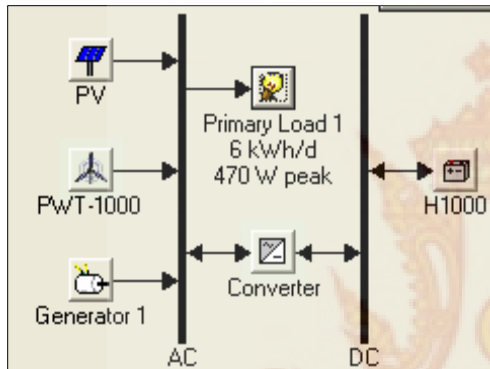 PV
Primary Load 1
6 kWh/d
470 W peak
PWT-1000
H1000
Converter
Generator 1
AC
DC